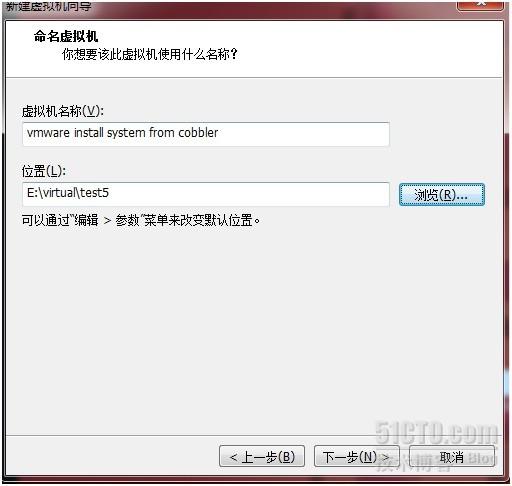 新建虚拟机向导
命名虚拟机
你想要该此虚拟机使用什么名称?
虚拟机名称(V):
vmware install system from cobbler
位置(L):
E:\virtual\test5
浏览(R)...
可以通过“编辑 > 参数”菜单来改变默认位置。
< 上一步(B)
下一步(N) >
取消
51CTO.com
技术博客 Blog